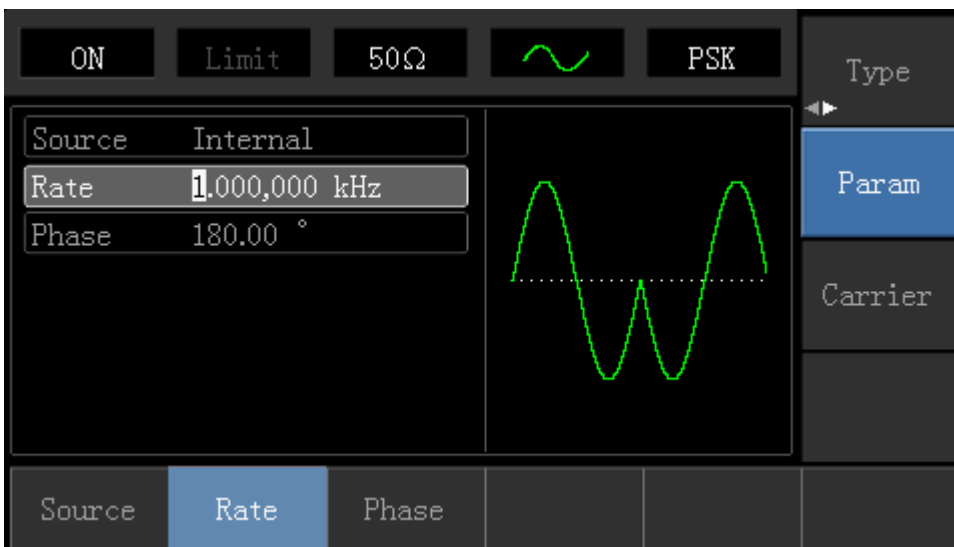 ON Limit 50Ω PSK
Type
Source Internal
Rate 1.000,000 kHz
Param
Phase 180.00 °
Carrier
Source Rate Phase